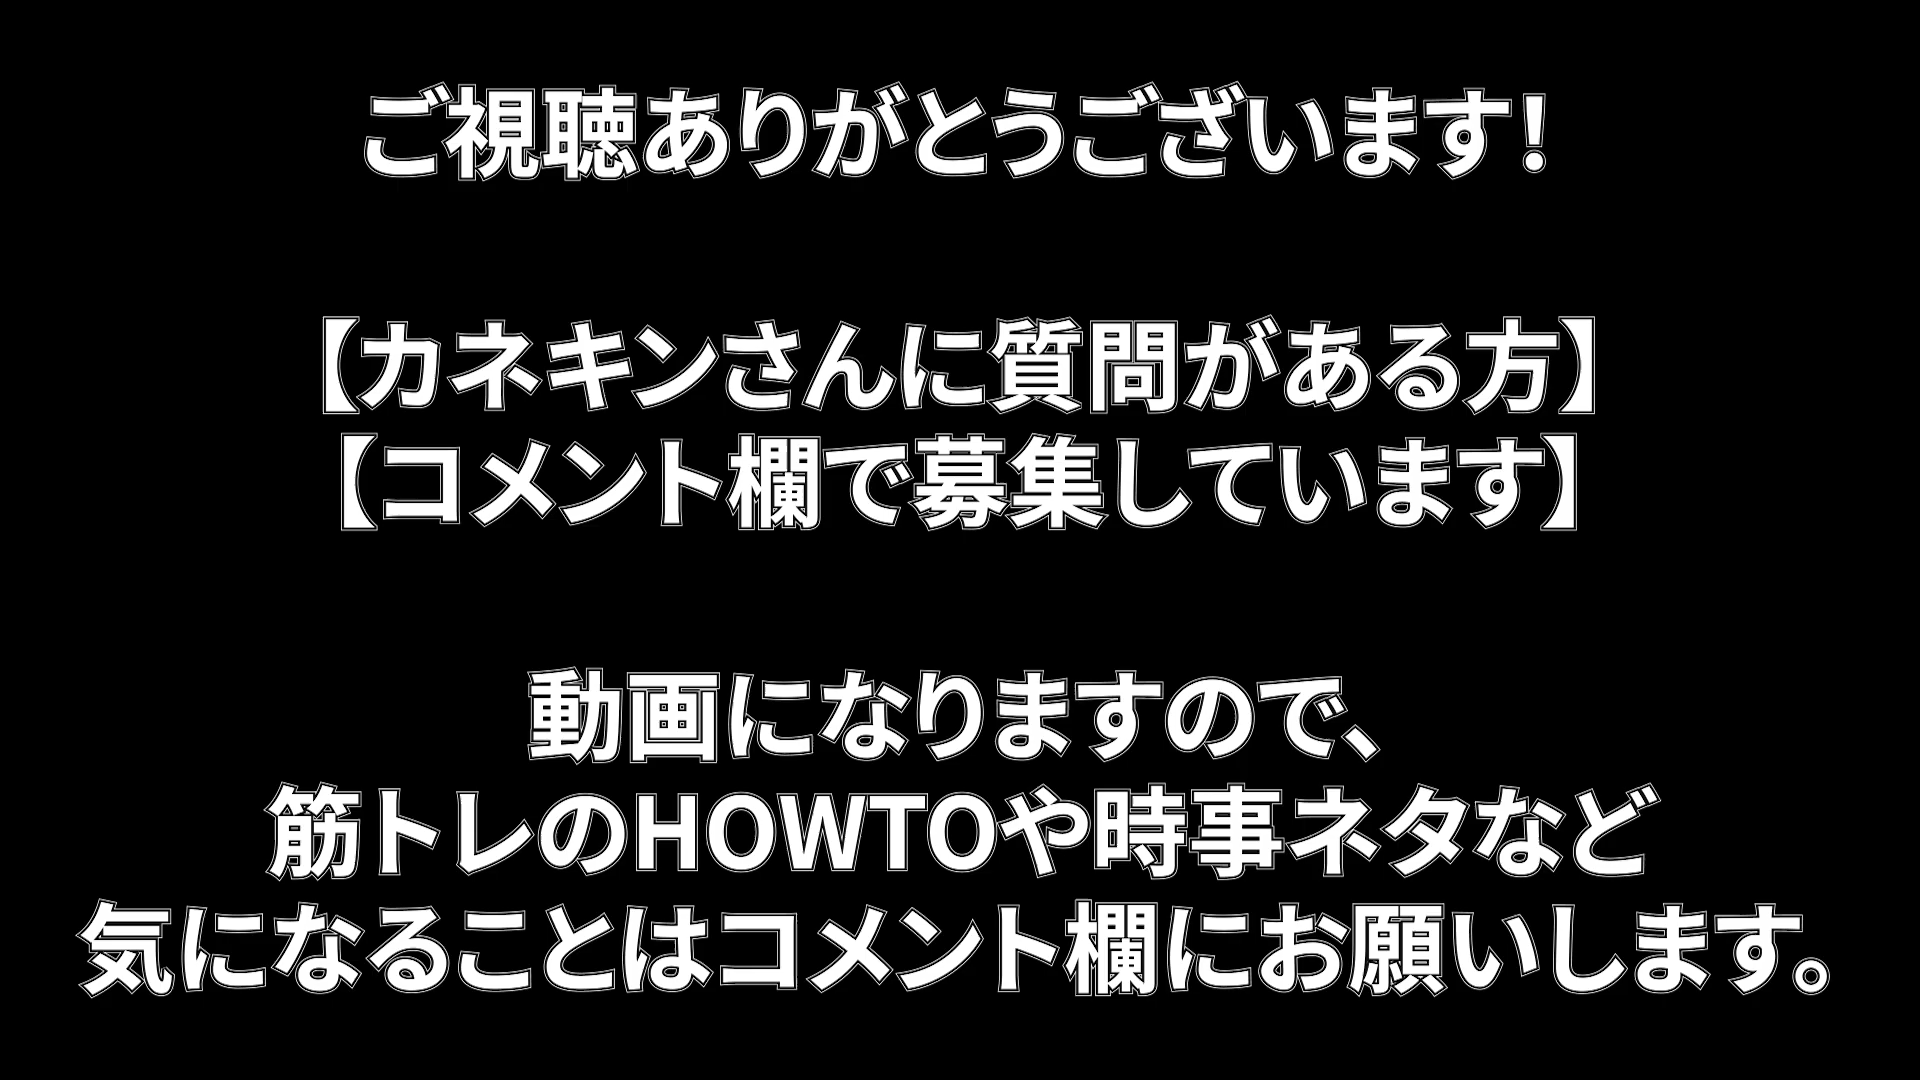 ご視聴ありがとうございます!
【カネキンさんに質問がある方】
【コメント欄で募集しています】
動画になりますので、
筋トレのHOWTOや時事ネタなど
気になることはコメント欄にお願いします。